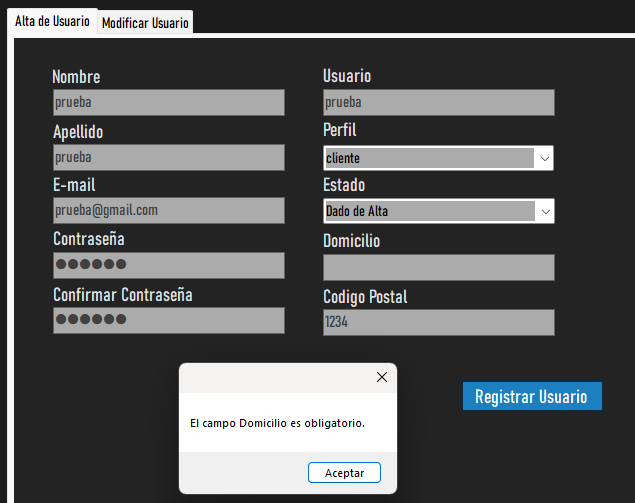 Alta de Usuario
Modificar Usuario
Nombre
prueba
Apellido
prueba
E-mail
prueba@gmail.com
Contraseña
●●●●●●
Confirmar Contraseña
●●●●●●
Usuario
prueba
Perfil
cliente
Estado
Dado de Alta
Domicilio
Codigo Postal
1234
Registrar Usuario
El campo Domicilio es obligatorio.
Aceptar